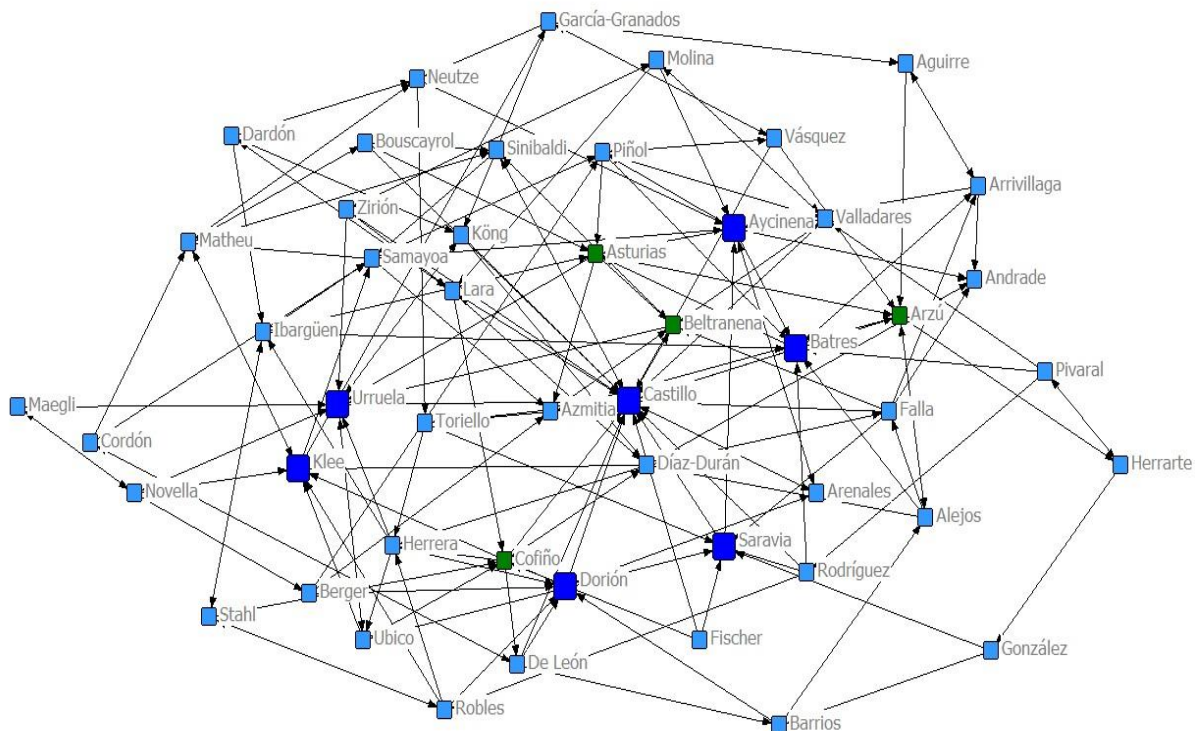 García-Granados
Molina
Aguirre
Neutze
Dardón
Bouscayrol
Sinibaldi
Piñol
Vásquez
Arrivillaga
Zirión
Köng
Aycinena
Valladares
Matheu
Samayoa
Asturias
Andrade
Lara
Ibargüen
Beltranena
Arzú
Batres
Pivaral
Maegli
Urruela
Castillo
Azmitia
Toriello
Falla
Cordón
Klee
Díaz-Durán
Herrarte
Novella
Arenales
Alejos
Herrera
Saravia
Cofiño
Rodríguez
Dorión
Berger
Stahl
Ubico
Fischer
González
De León
Robles
Barrios